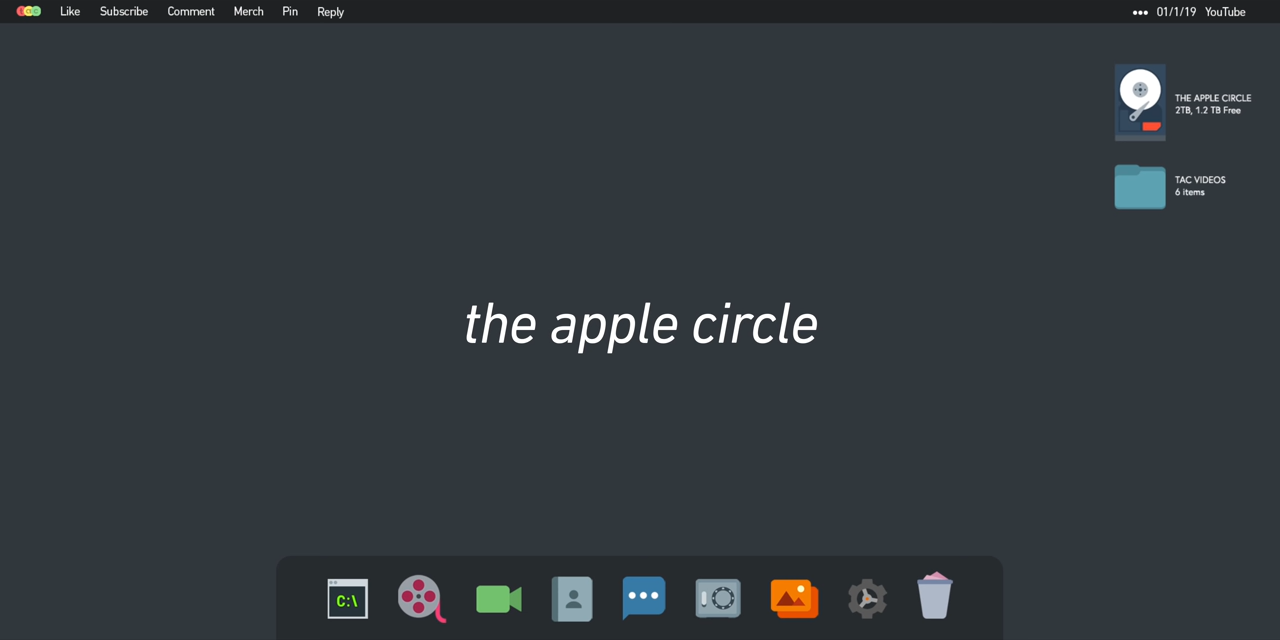 tac Like Subscribe Comment Merch Pin Reply ••• 01/1/19 YouTube
THE APPLE CIRCLE
2TB, 1.2 TB Free
TAC VIDEOS
6 items
the apple circle
C:\